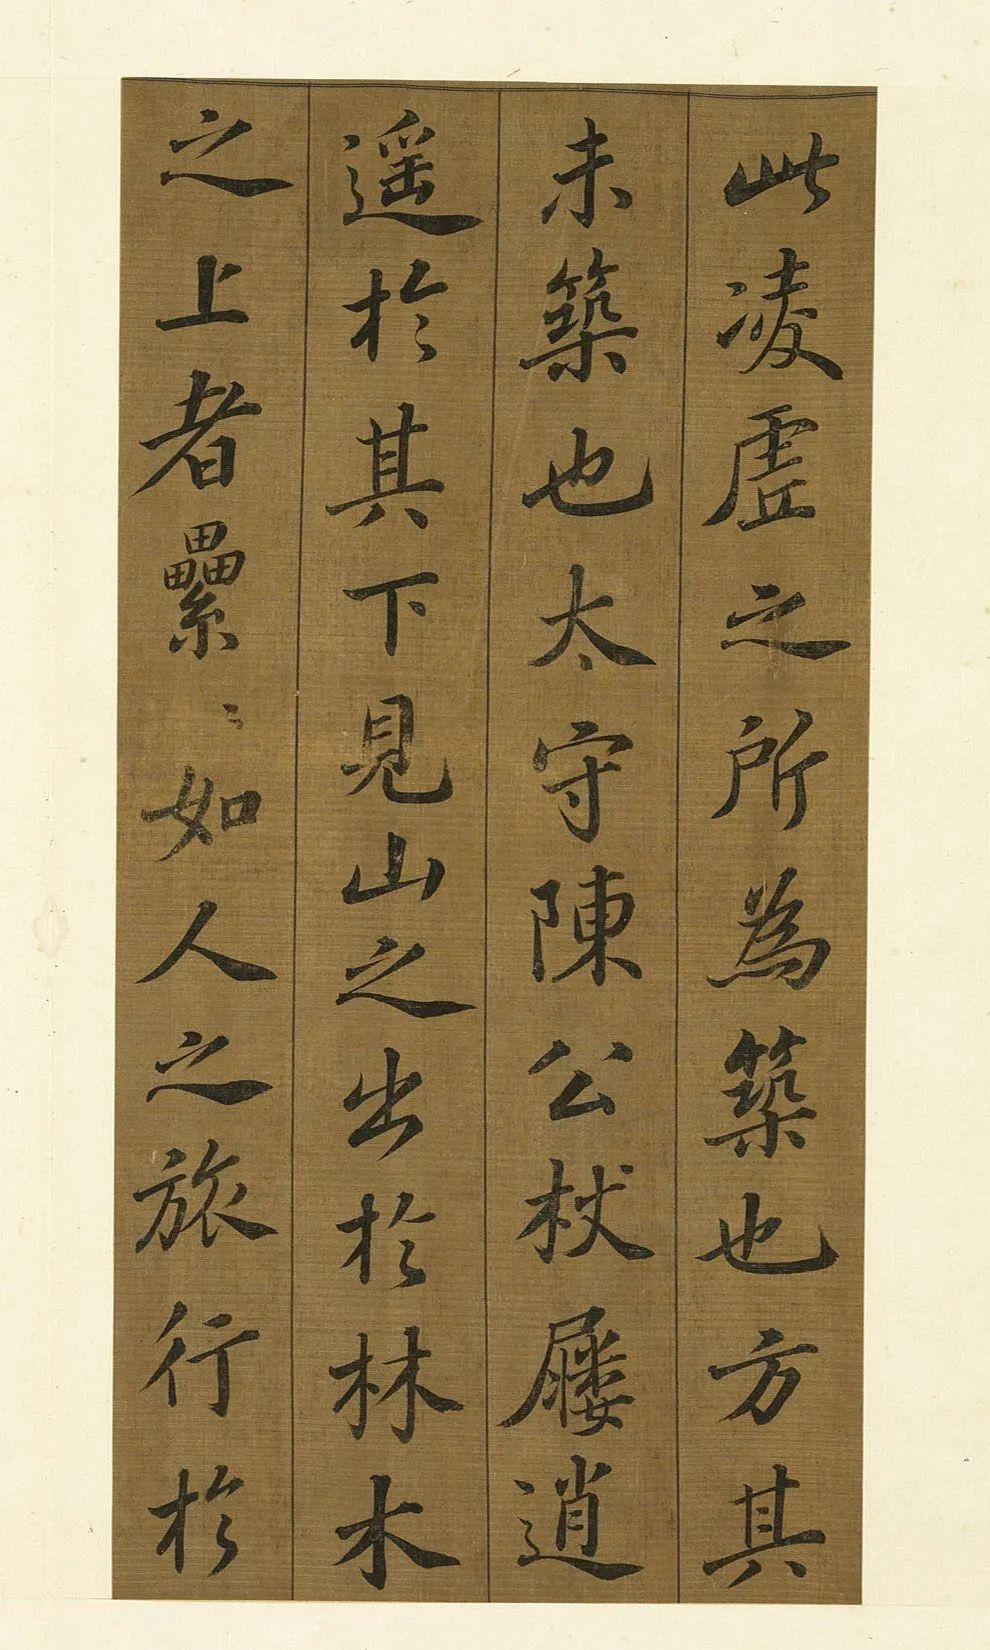 此凌虛之所為築也方其
未築也太守陳公杖屨逍
遥於其下見山之出於林木
之上者纍〻如人之旅行於